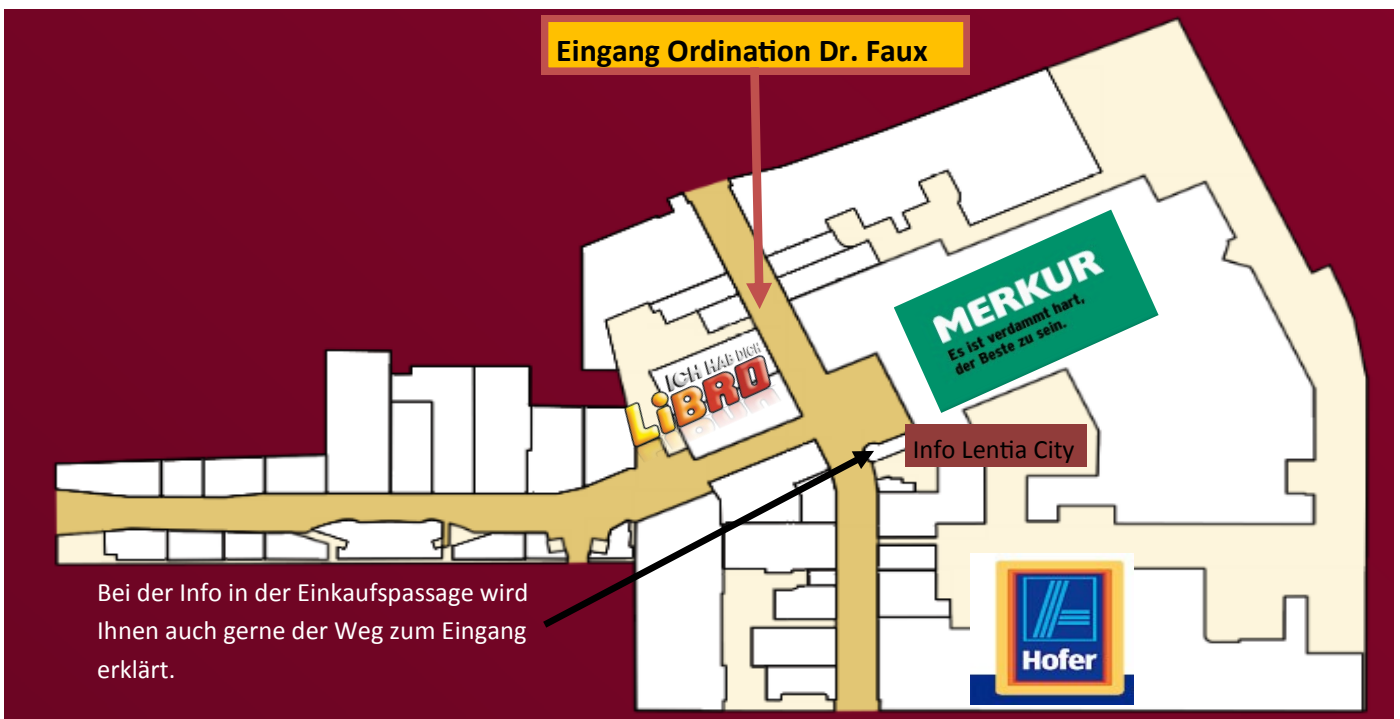 Eingang Ordination Dr. Faux
MERKUR
Es ist verdammt hart,
der Beste zu sein.
ICH HAB DICH
LiBRO
Info Lentia City
Bei der Info in der Einkaufspassage wird
Ihnen auch gerne der Weg zum Eingang
erklärt.
Hofer